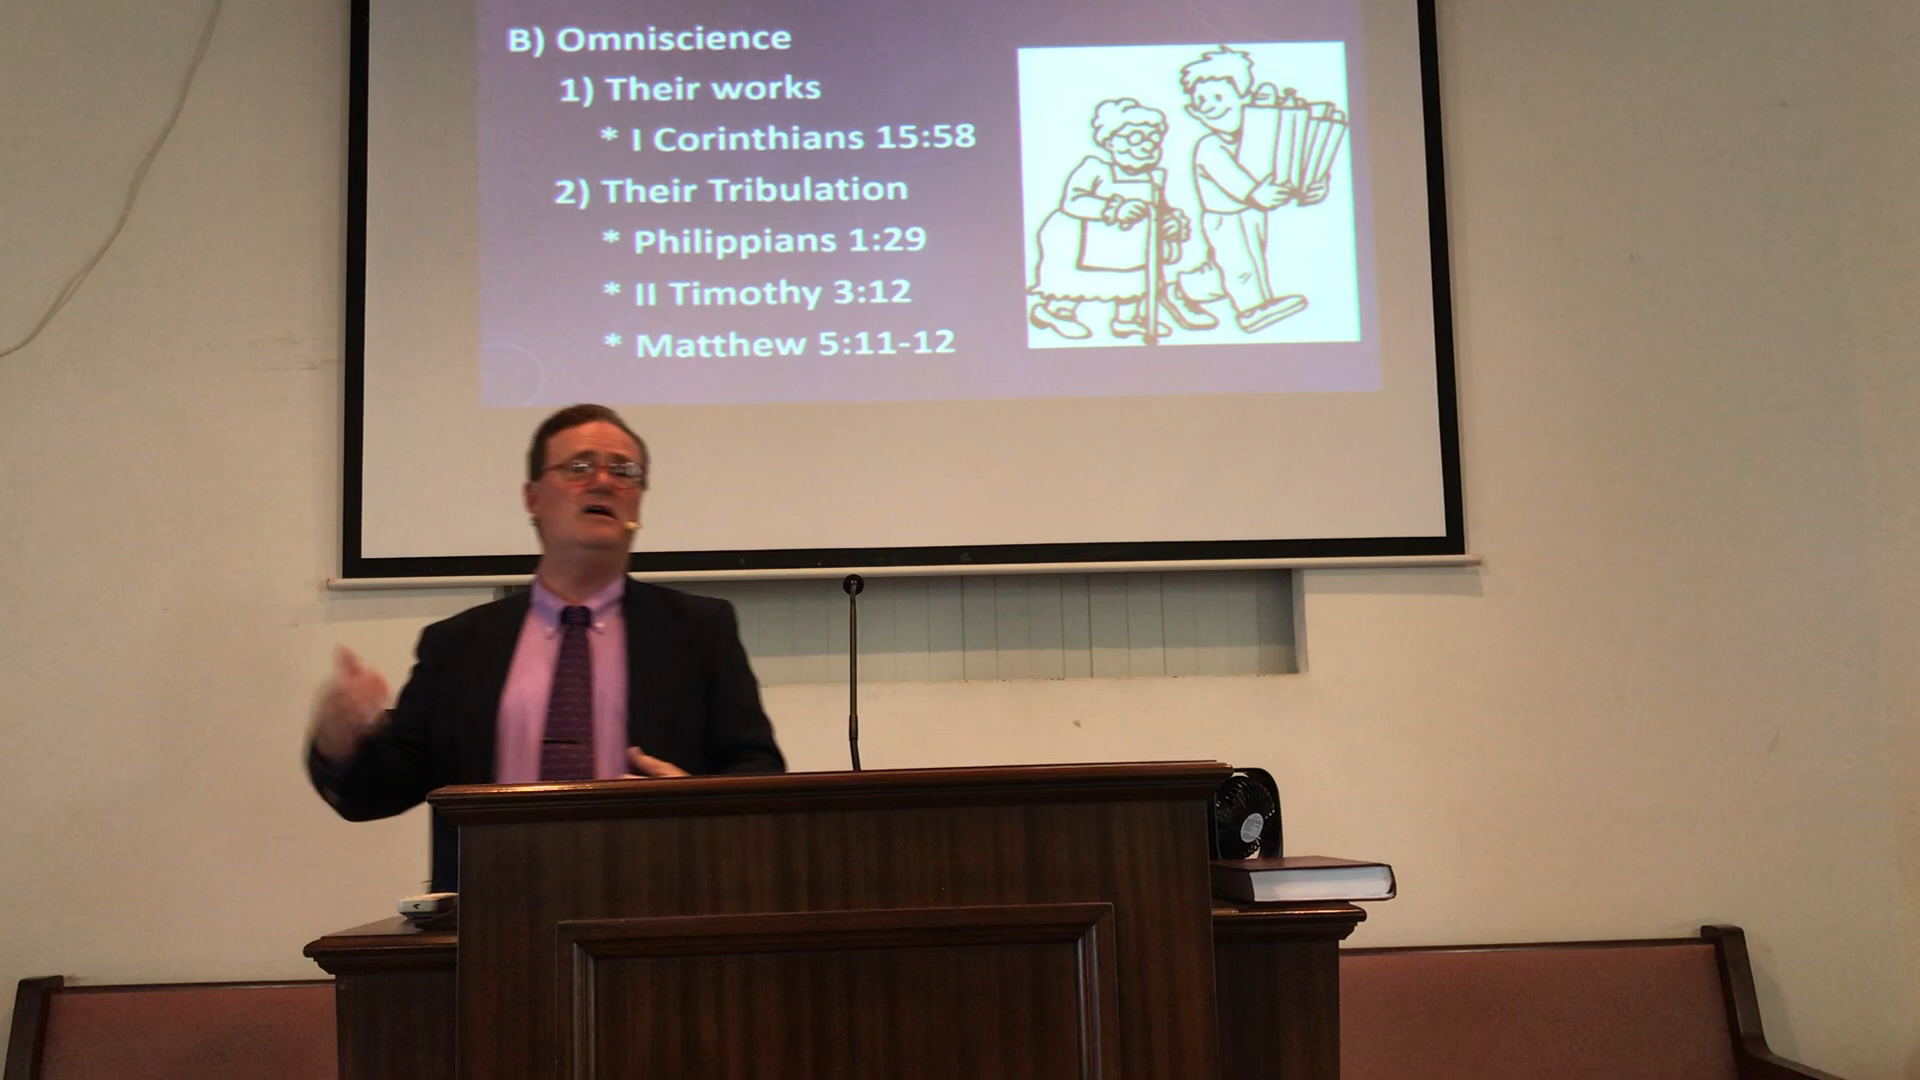 B) Omniscience
1) Their works
* I Corinthians 15:58
2) Their Tribulation
* Philippians 1:29
* II Timothy 3:12
* Matthew 5:11-12